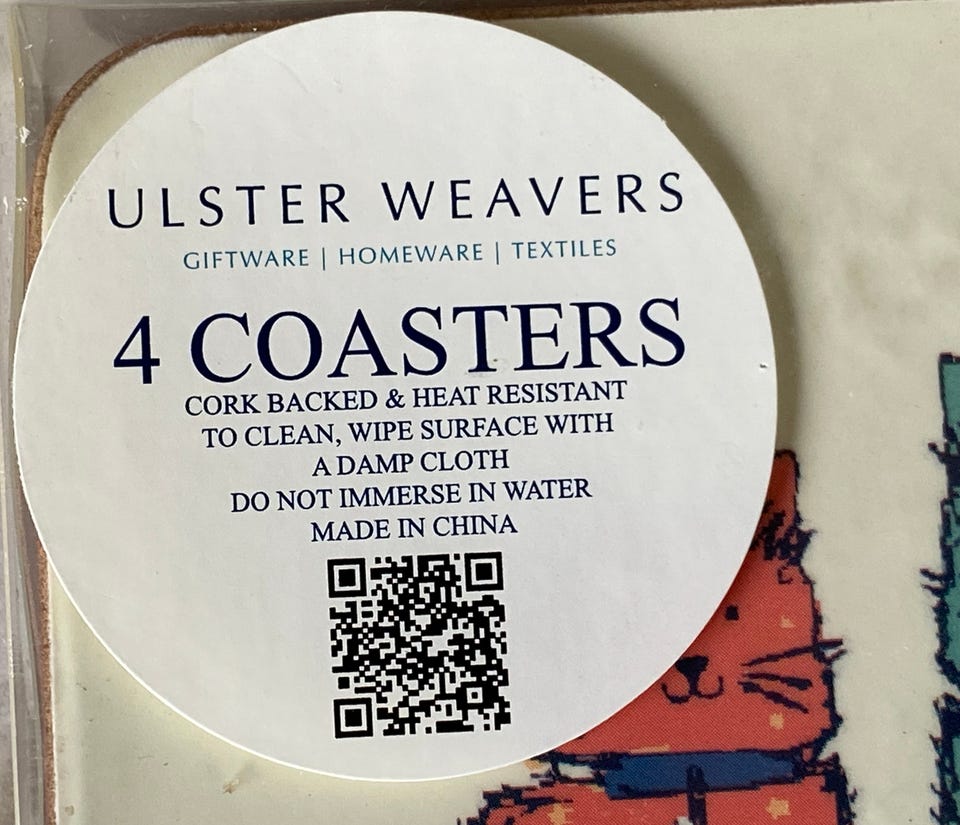 ULSTER WEAVERS
GIFTWARE | HOMEWARE | TEXTILES
4 COASTERS
CORK BACKED & HEAT RESISTANT
TO CLEAN, WIPE SURFACE WITH
A DAMP CLOTH
DO NOT IMMERSE IN WATER
MADE IN CHINA